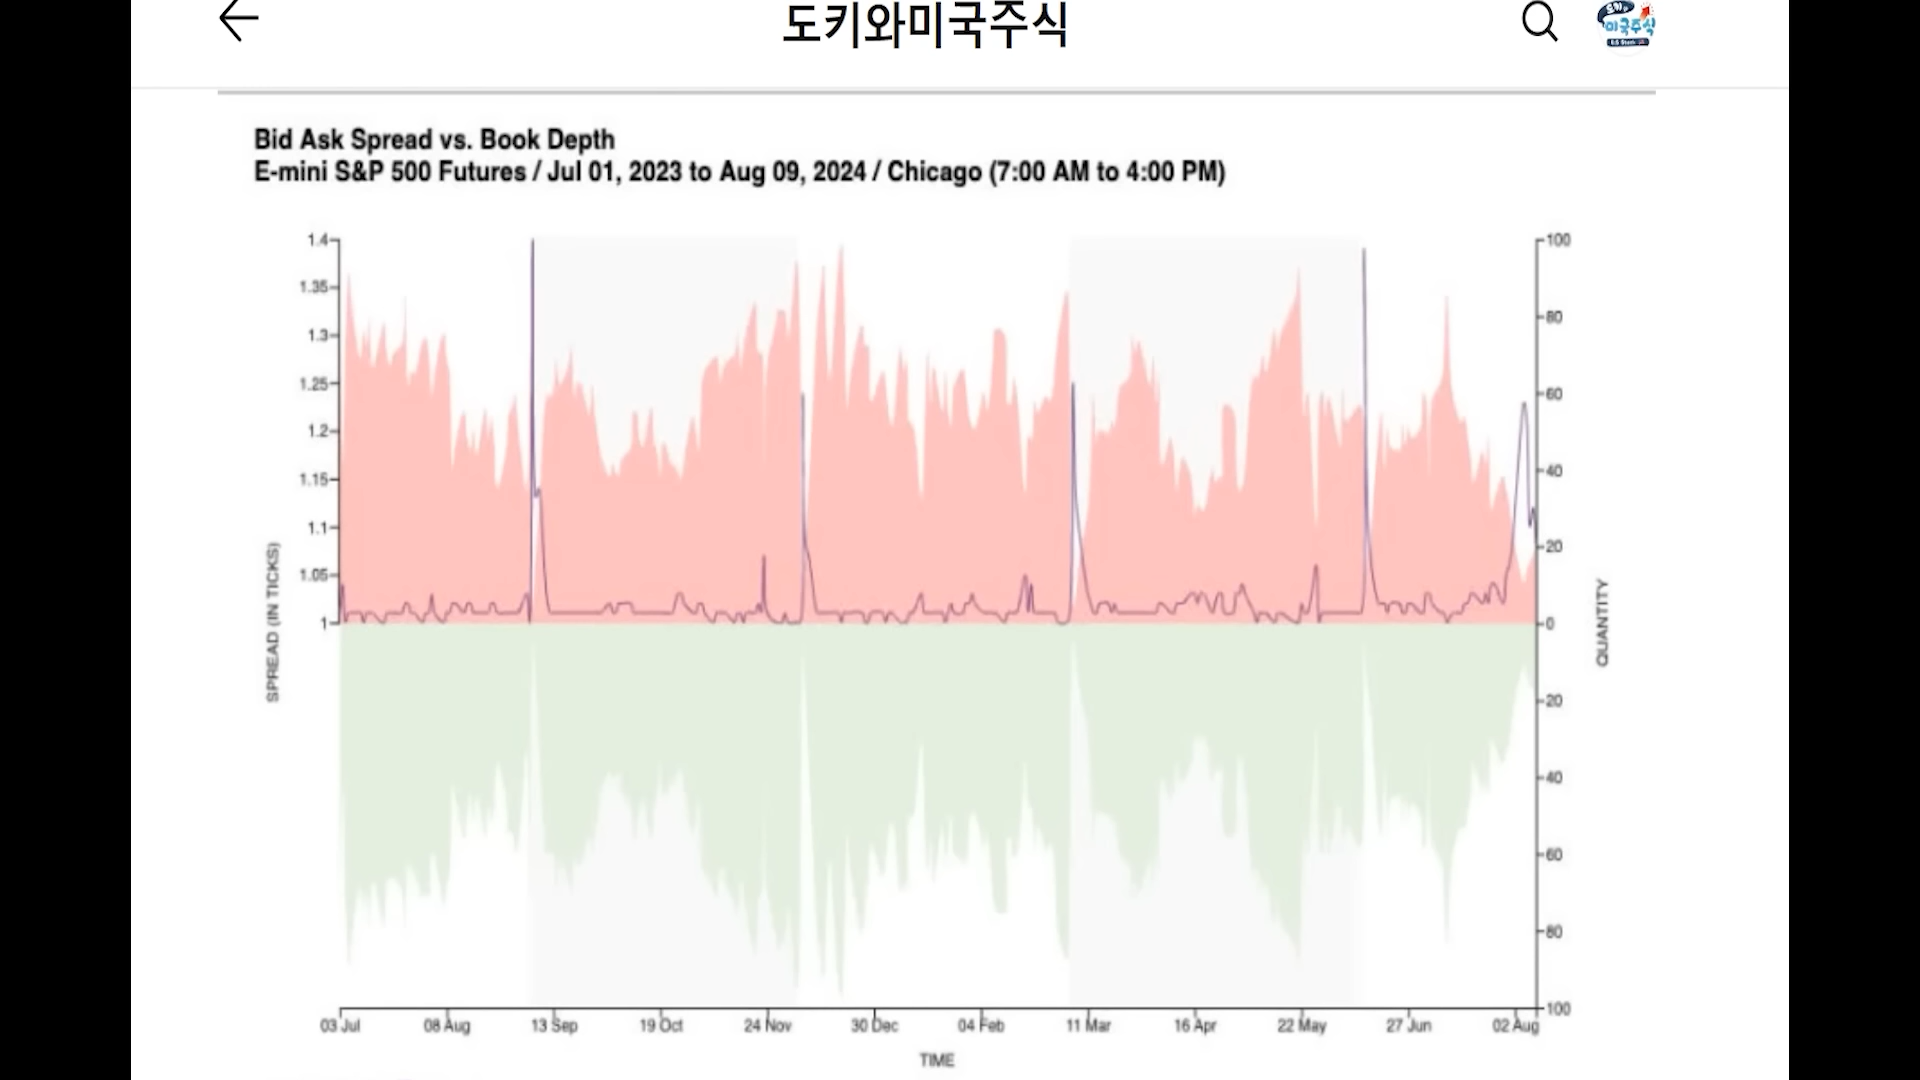 도키와미국주식
미국주식
Bid Ask Spread vs. Book Depth
E-mini S&P 500 Futures / Jul 01, 2023 to Aug 09, 2024 / Chicago (7:00 AM to 4:00 PM)
1.4
1.35
1.3
1.25
1.2
1.15
1.1
1.05
1
SPREAD (IN TICKS)
100
80
60
40
20
0
20
40
60
80
100
QUANTITY
03 Jul 08 Aug 13 Sep 19 Oct 24 Nov 30 Dec 04 Feb 11 Mar 16 Apr 22 May 27 Jun 02 Aug
TIME